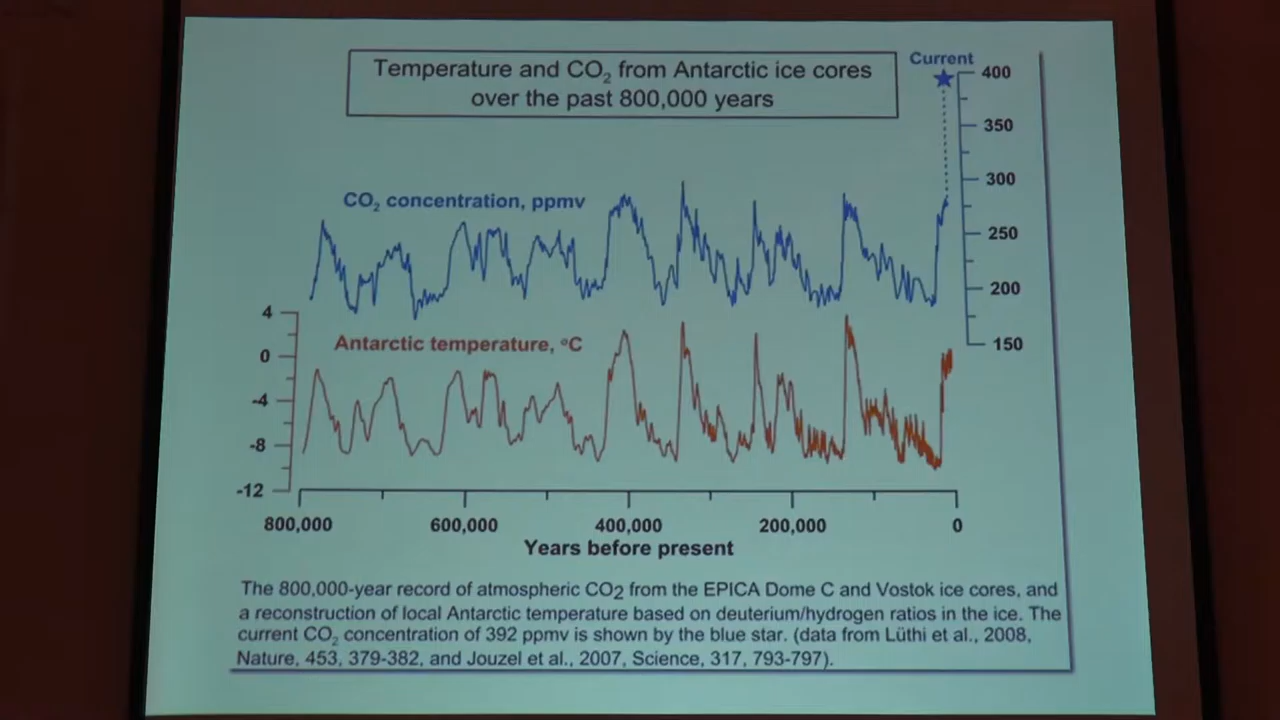 Temperature and CO₂ from Antarctic ice cores
over the past 800,000 years
Current
400
350
300
250
200
150
CO₂ concentration, ppmv
4
0
-4
-8
-12
Antarctic temperature, °C
800,000
600,000
400,000
200,000
0
Years before present
The 800,000-year record of atmospheric CO2 from the EPICA Dome C and Vostok ice cores, and
a reconstruction of local Antarctic temperature based on deuterium/hydrogen ratios in the ice. The
current CO₂ concentration of 392 ppmv is shown by the blue star. (data from Lüthi et al., 2008,
Nature, 453, 379-382, and Jouzel et al., 2007, Science, 317, 793-797).